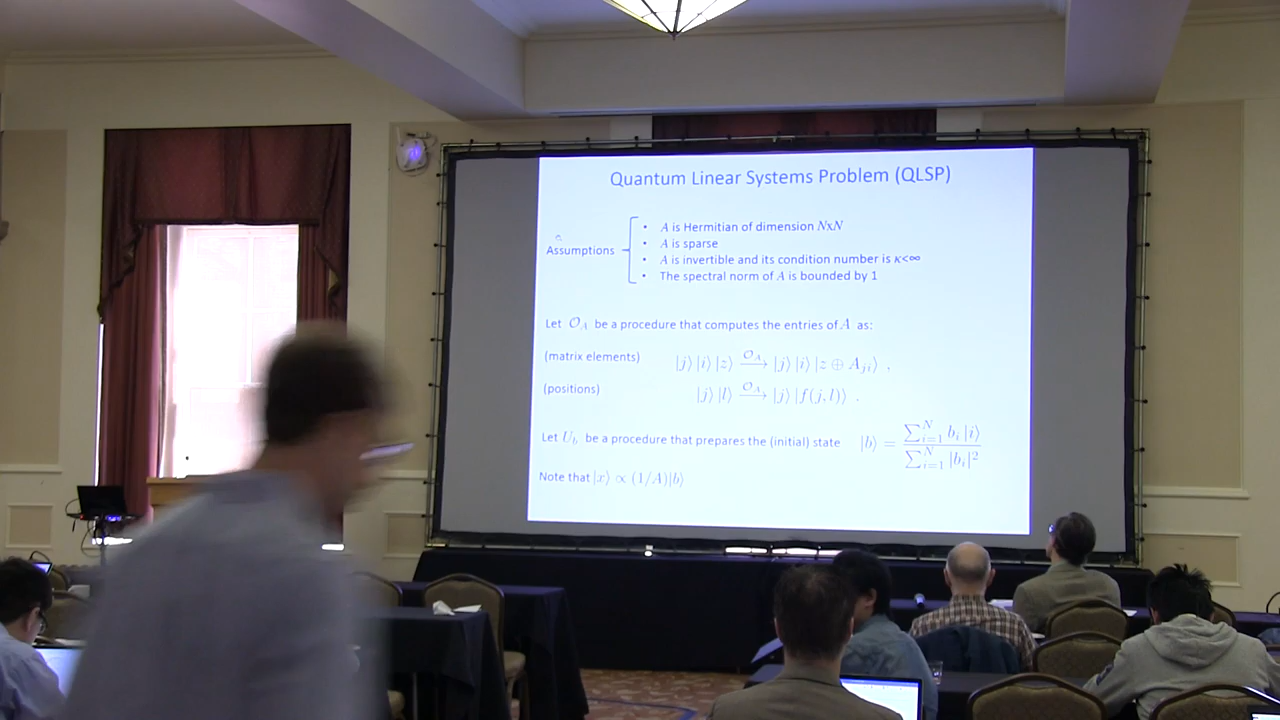 Quantum Linear Systems Problem (QLSP)
Assumptions
• A is Hermitian of dimension NxN
• A is sparse
• A is invertible and its condition number is κ<∞
• The spectral norm of A is bounded by 1
Let 𝒪_A be a procedure that computes the entries of A as:
(matrix elements) |j⟩ |i⟩ |z⟩ 𝒪_A→ |j⟩ |i⟩ |z ⊕ A_{ji}⟩ ,
(positions) |j⟩ |l⟩ 𝒪_A→ |j⟩ |f(j, l)⟩ .
Let U_b be a procedure that prepares the (initial) state |b⟩ = ∑_{i=1}^N b_i |i⟩ / ∑_{i=1}^N |b_i|^2
Note that |x⟩ ∝ (1/A)|b⟩